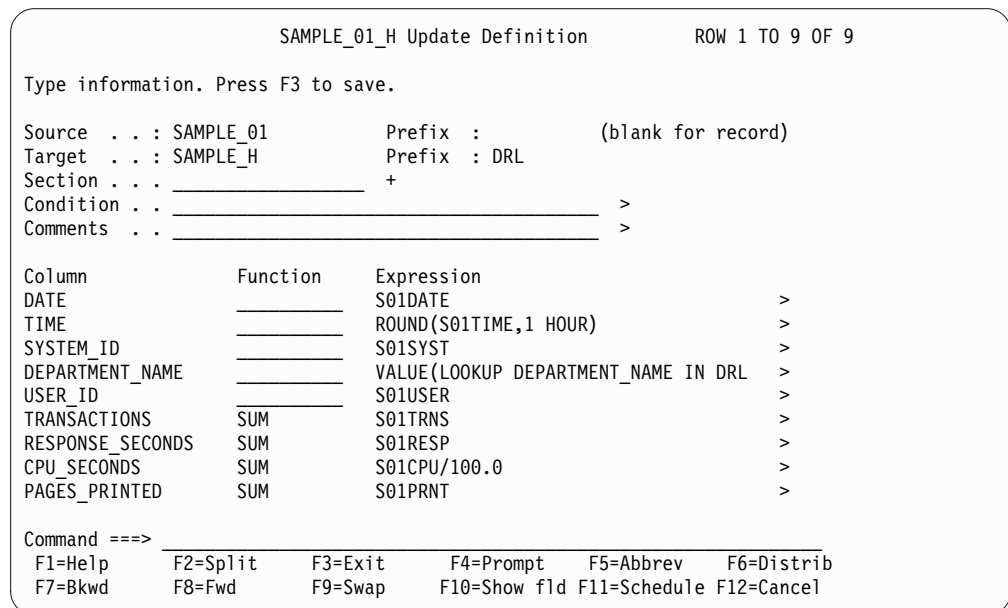 SAMPLE_01_H Update Definition ROW 1 TO 9 OF 9
Type information. Press F3 to save.
Source . . : SAMPLE_01 Prefix : (blank for record)
Target . . : SAMPLE_H Prefix : DRL
Section . . . __________________ +
Condition . . ________________________________________ >
Comments . . ________________________________________ >
Column Function Expression
DATE __________ S01DATE >
TIME __________ ROUND(S01TIME,1 HOUR) >
SYSTEM_ID __________ S01SYST >
DEPARTMENT_NAME __________ VALUE(LOOKUP DEPARTMENT_NAME IN DRL >
USER_ID __________ S01USER >
TRANSACTIONS SUM S01TRNS >
RESPONSE_SECONDS SUM S01RESP >
CPU_SECONDS SUM S01CPU/100.0 >
PAGES_PRINTED SUM S01PRNT >
Command ===> ______________________________________________________________
F1=Help F2=Split F3=Exit F4=Prompt F5=Abbrev F6=Distrib
F7=Bkwd F8=Fwd F9=Swap F10=Show fld F11=Schedule F12=Cancel